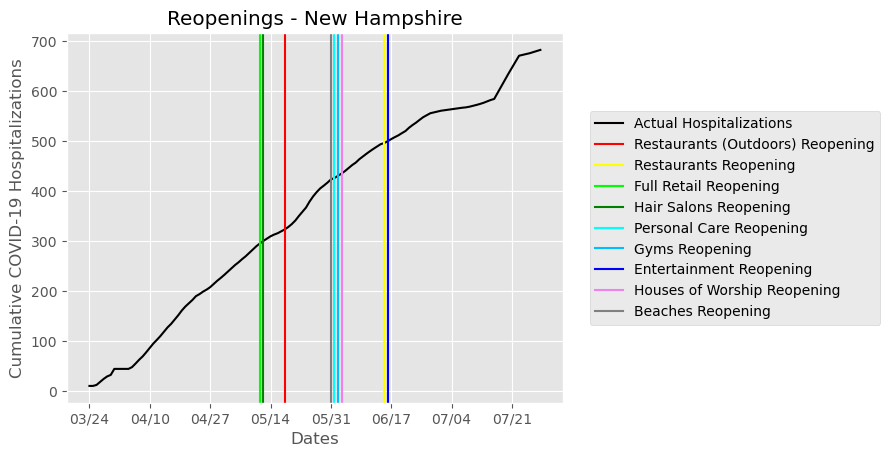 Reopenings - New Hampshire
Cumulative COVID-19 Hospitalizations
700
600
500
400
300
200
100
0
03/24 04/10 04/27 05/14 05/31 06/17 07/04 07/21
Dates
Actual Hospitalizations
Restaurants (Outdoors) Reopening
Restaurants Reopening
Full Retail Reopening
Hair Salons Reopening
Personal Care Reopening
Gyms Reopening
Entertainment Reopening
Houses of Worship Reopening
Beaches Reopening